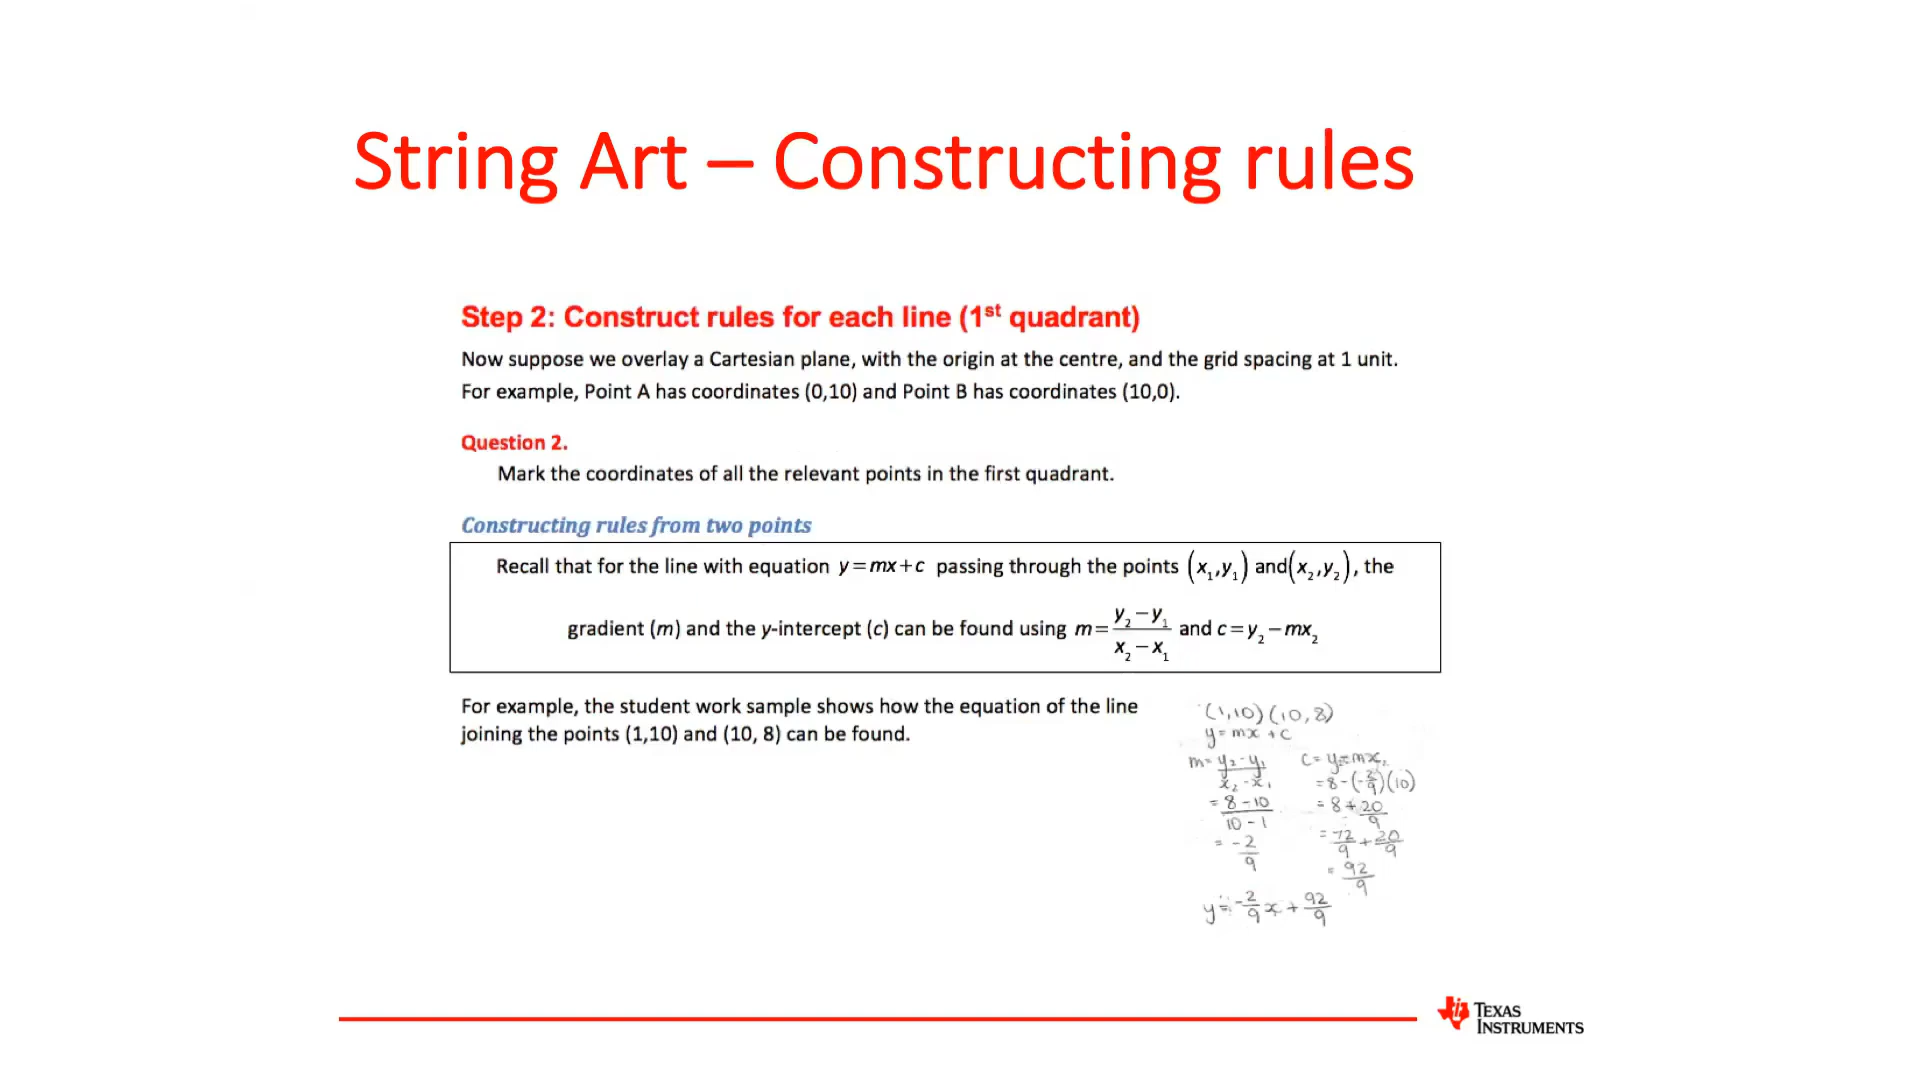 String Art – Constructing rules
Step 2: Construct rules for each line (1st quadrant)
Now suppose we overlay a Cartesian plane, with the origin at the centre, and the grid spacing at 1 unit.
For example, Point A has coordinates (0,10) and Point B has coordinates (10,0).
Question 2.
Mark the coordinates of all the relevant points in the first quadrant.
Constructing rules from two points
Recall that for the line with equation y=mx+c passing through the points (x₁,y₁) and(x₂,y₂), the
gradient (m) and the y-intercept (c) can be found using m=(y₂−y₁)/(x₂−x₁) and c=y₂−mx₂
For example, the student work sample shows how the equation of the line
joining the points (1,10) and (10, 8) can be found.
(1,10) (10,8)
y=mx+c
m=(y₂-y₁)/(x₂-x₁)
=(8-10)/(10-1)
=-2/9
c=y₂-mx₂
=8-(-2/9)(10)
=8+20/9
=72/9+20/9
=92/9
y=-2/9x+92/9
TEXAS
INSTRUMENTS